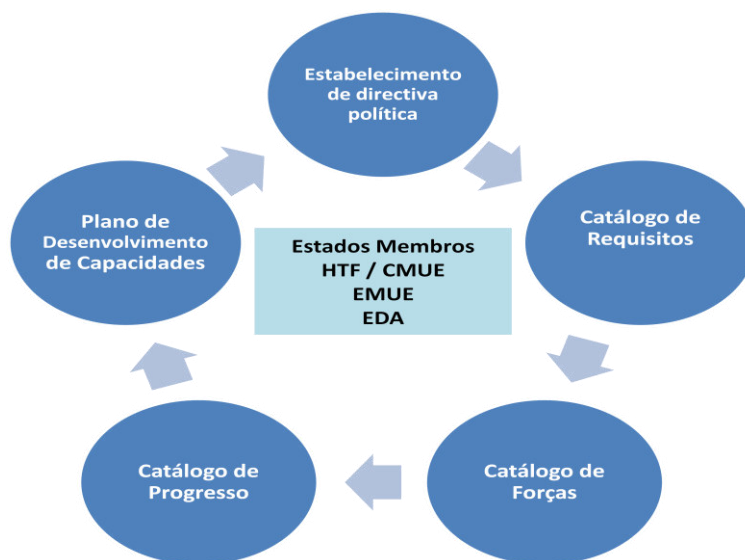 Estabelecimento
de directiva
política
Catálogo de
Requisitos
Catálogo de
Forças
Catálogo de
Progresso
Plano de
Desenvolvimento
de Capacidades
Estados Membros
HTF / CMUE
EMUE
EDA